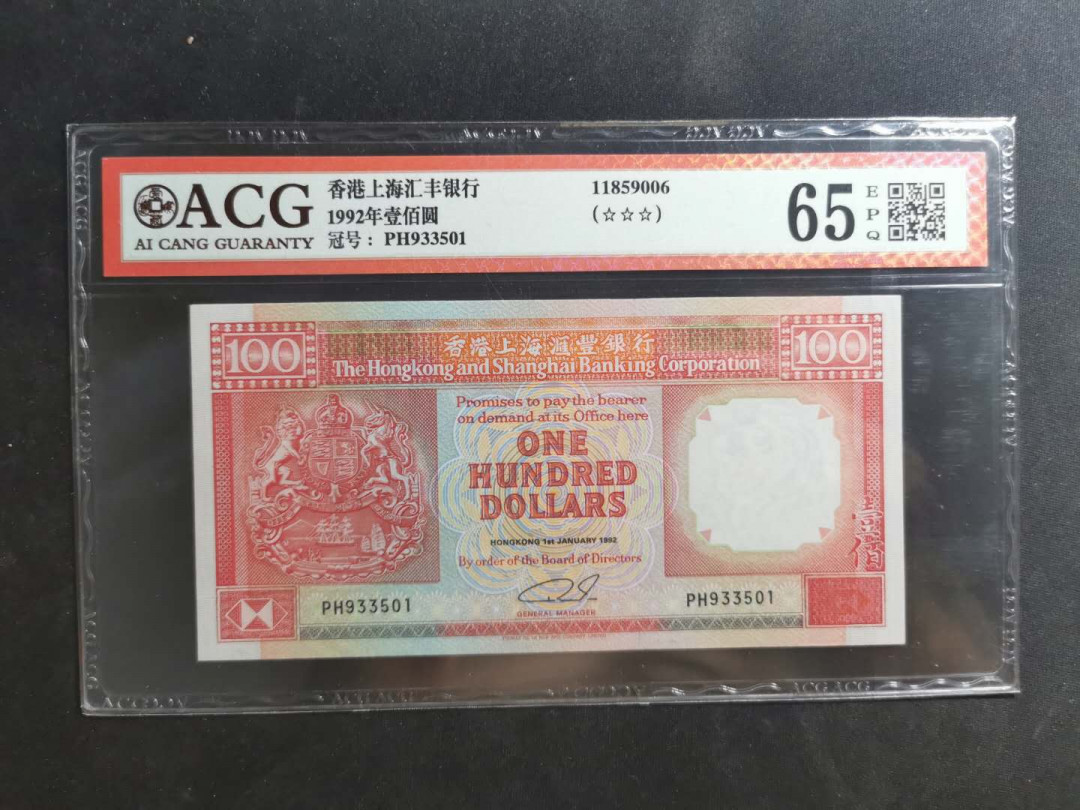 ACG
AI CANG GUARANTY
香港上海汇丰银行
1992年壹佰圆
冠号：PH933501
11859006
(☆☆☆)
65
EPQ
100
香港上海滙豐銀行
The Hongkong and Shanghai Banking Corporation
100
Promises to pay the bearer
on demand at its Office here
ONE
HUNDRED
DOLLARS
HONGKONG 1st JANUARY 1992
By order of the Board of Directors
GENERAL MANAGER
壹佰
PH933501
PH933501
ACG ACG